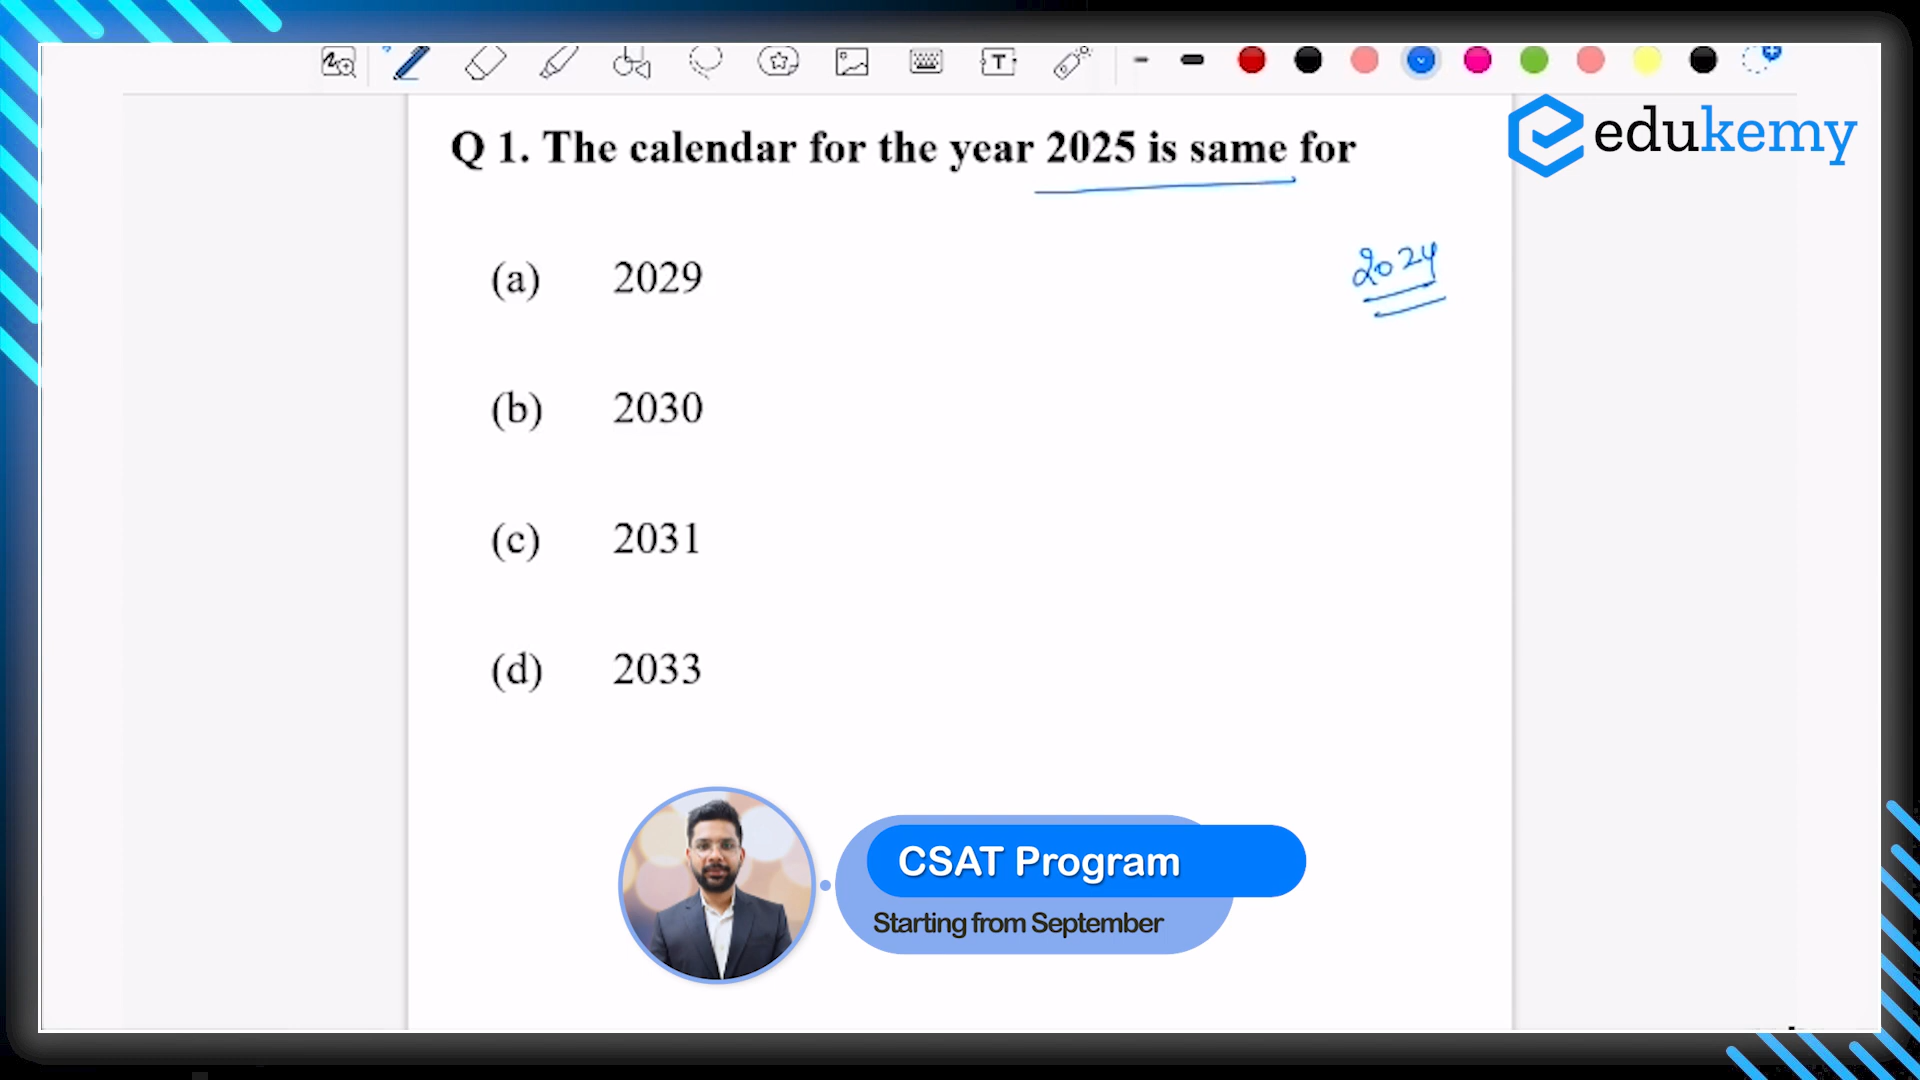 T
edukemy
Q 1. The calendar for the year 2025 is same for
2024
(a) 2029
(b) 2030
(c) 2031
(d) 2033
CSAT Program
Starting from September